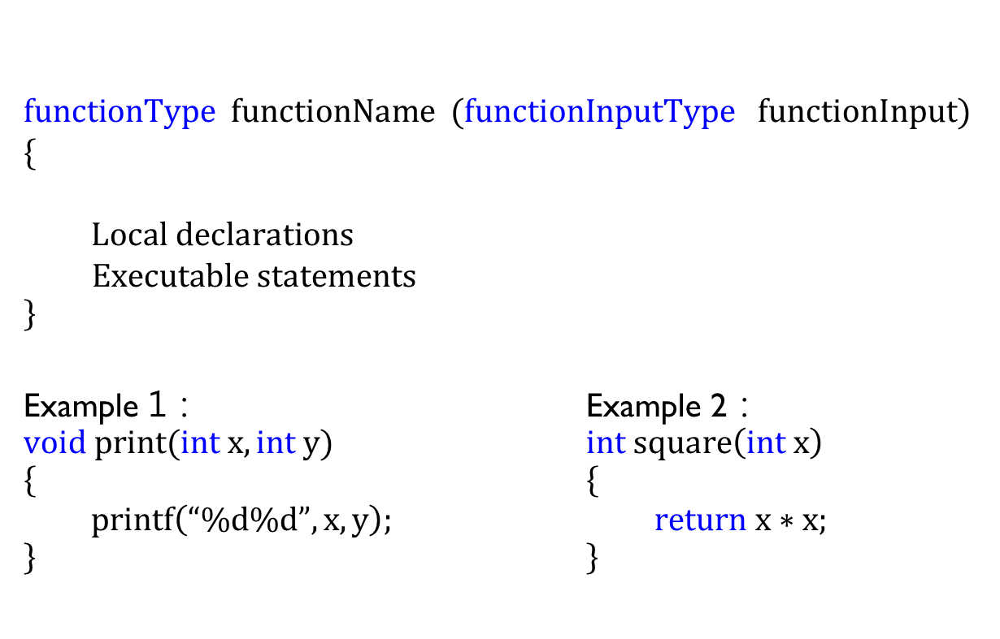 functionType functionName (functionInputType functionInput)
{
Local declarations
Executable statements
}
Example 1 :
void print(int x, int y)
{
printf(“%d%d”, x, y);
}
Example 2 :
int square(int x)
{
return x ∗ x;
}